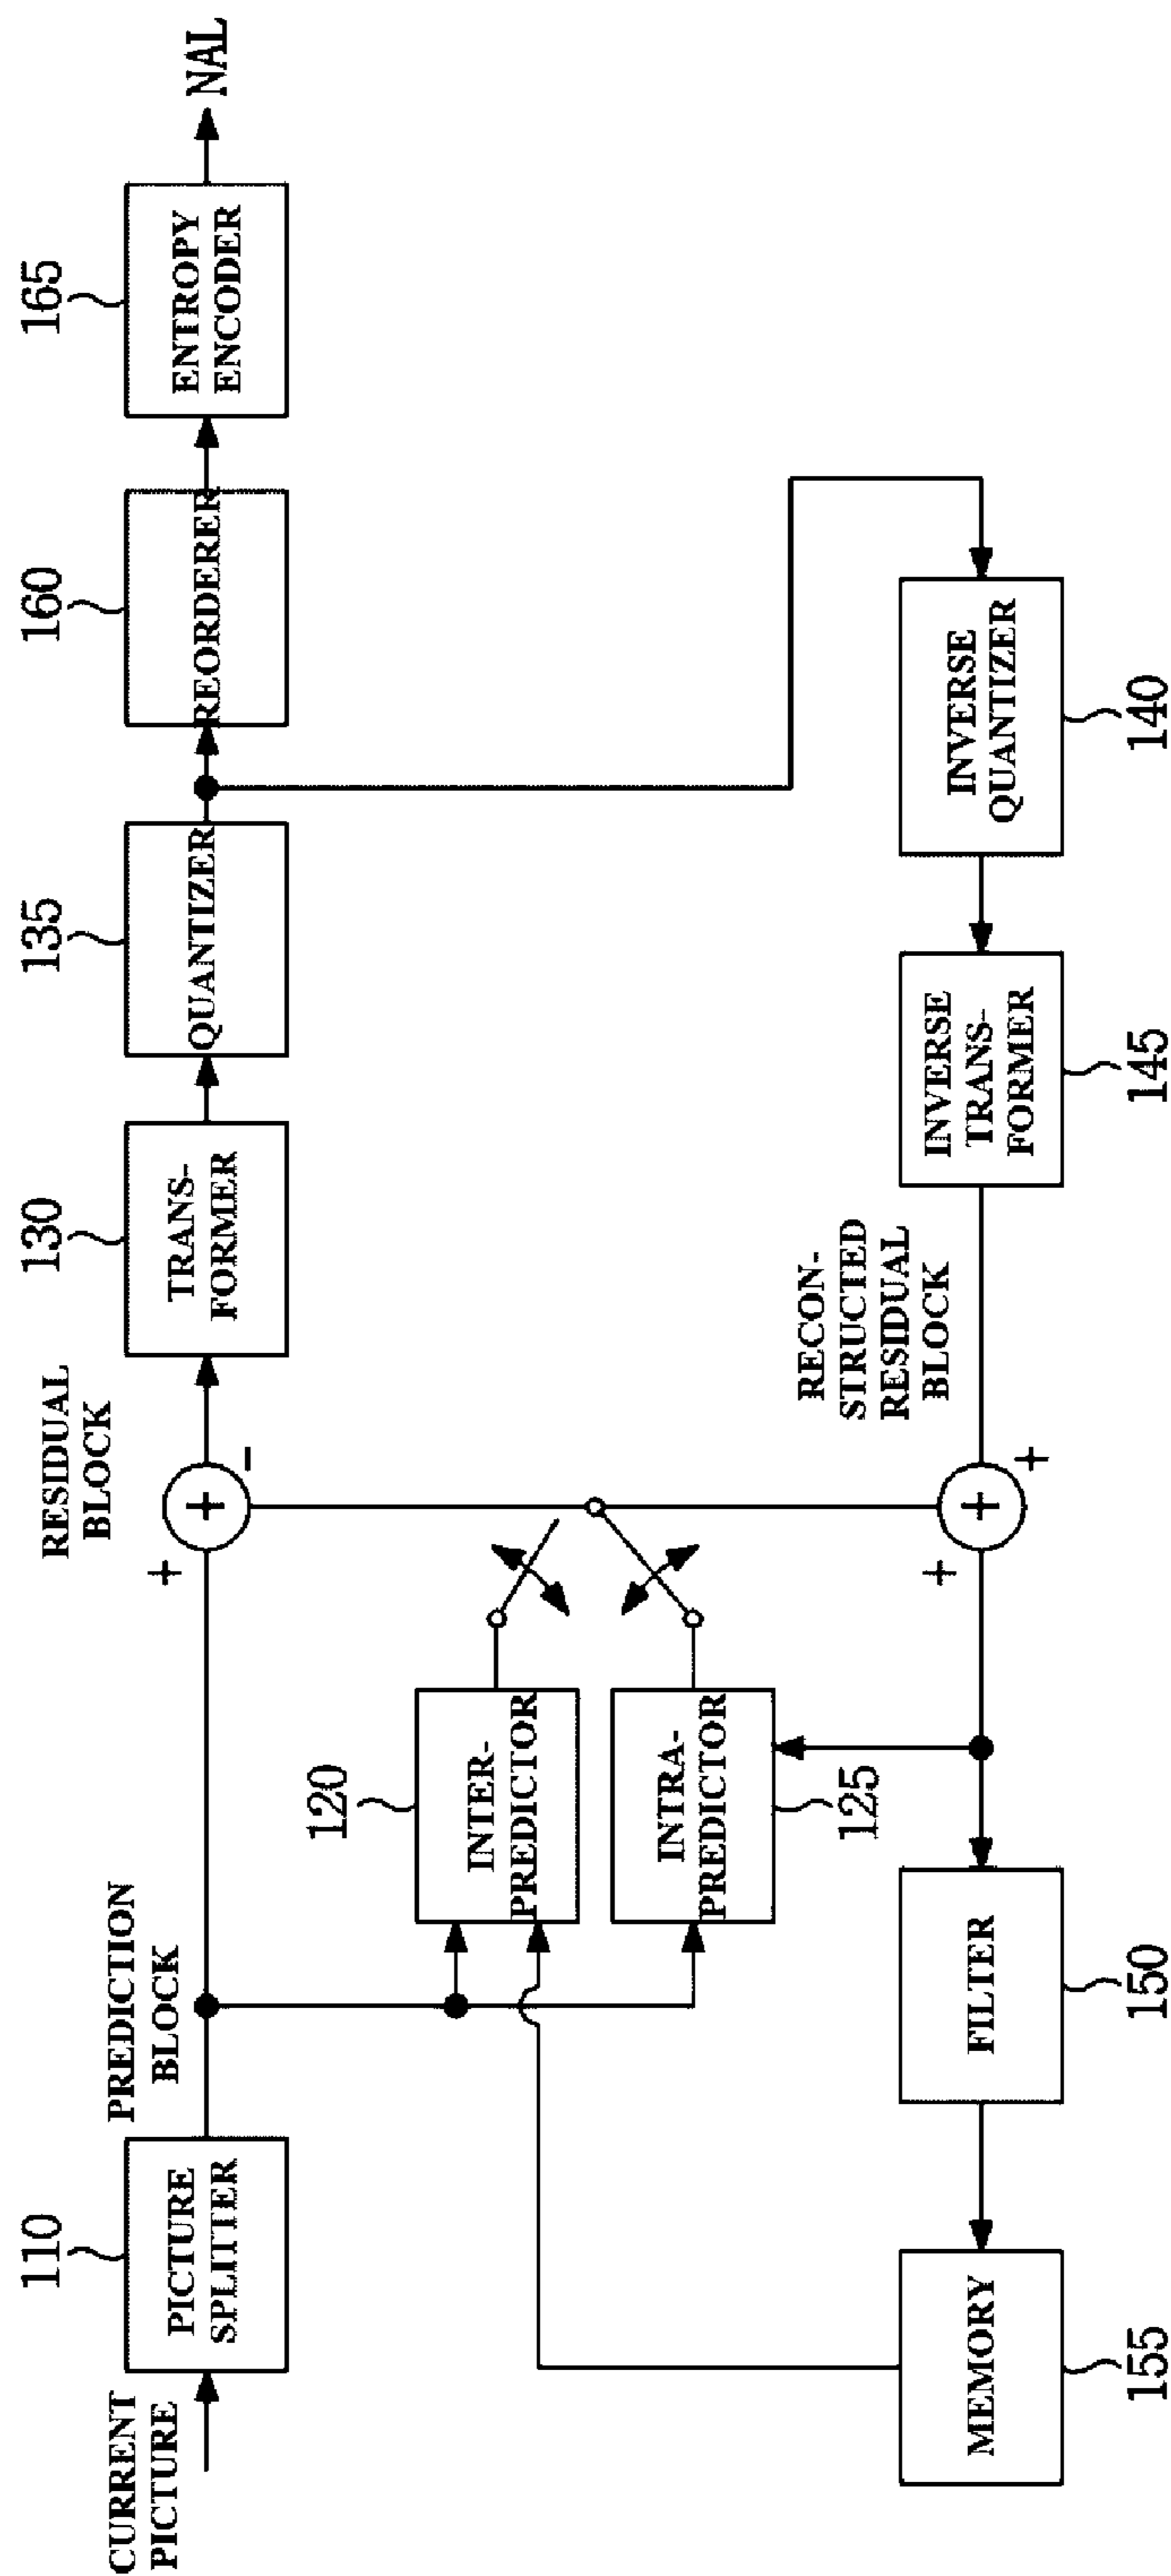 CURRENT
PICTURE
110
PICTURE
SPLITTER
PREDICTION
BLOCK
+
+
-
RESIDUAL
BLOCK
130
TRANS-
FORMER
135
QUANTIZER
160
REORDERER
165
ENTROPY
ENCODER
NAL
120
INTER-
PREDICTOR
INTRA-
PREDICTOR
125
MEMORY
155
FILTER
150
+
+
+
RECON-
STRUCTED
RESIDUAL
BLOCK
INVERSE
TRANS-
FORMER
145
INVERSE
QUANTIZER
140